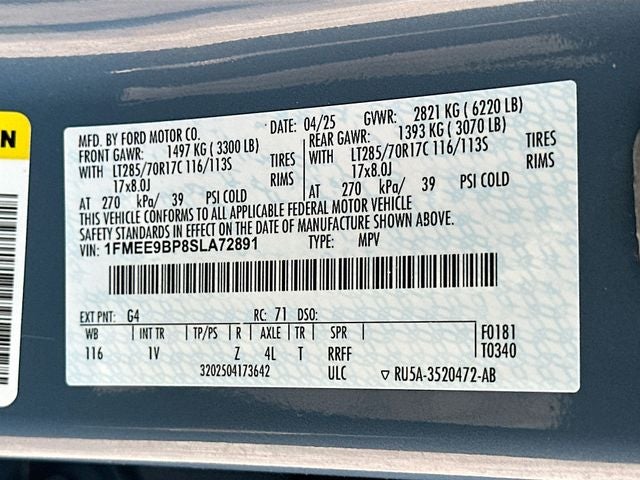 N
MFD. BY FORD MOTOR CO. DATE: 04/25 GVWR: 2821 KG ( 6220 LB)
FRONT GAWR: 1497 KG ( 3300 LB) REAR GAWR: 1393 KG ( 3070 LB)
WITH LT285/70R17C 116/113S TIRES WITH LT285/70R17C 116/113S TIRES
17x8.0J RIMS 17x8.0J RIMS
AT 270 kPa/ 39 PSI COLD AT 270 kPa/ 39 PSI COLD
THIS VEHICLE CONFORMS TO ALL APPLICABLE FEDERAL MOTOR VEHICLE
SAFETY STANDARDS IN EFFECT ON THE DATE OF MANUFACTURE SHOWN ABOVE.
VIN: 1FMEE9BP8SLA72891 TYPE: MPV
EXT PNT: G4 RC: 71 DSO:
WB INT TR TP/PS R AXLE TR SPR F0181
116 1V Z 4L T RRFF T0340
3202504173642 ULC ▽ RU5A-3520472-AB